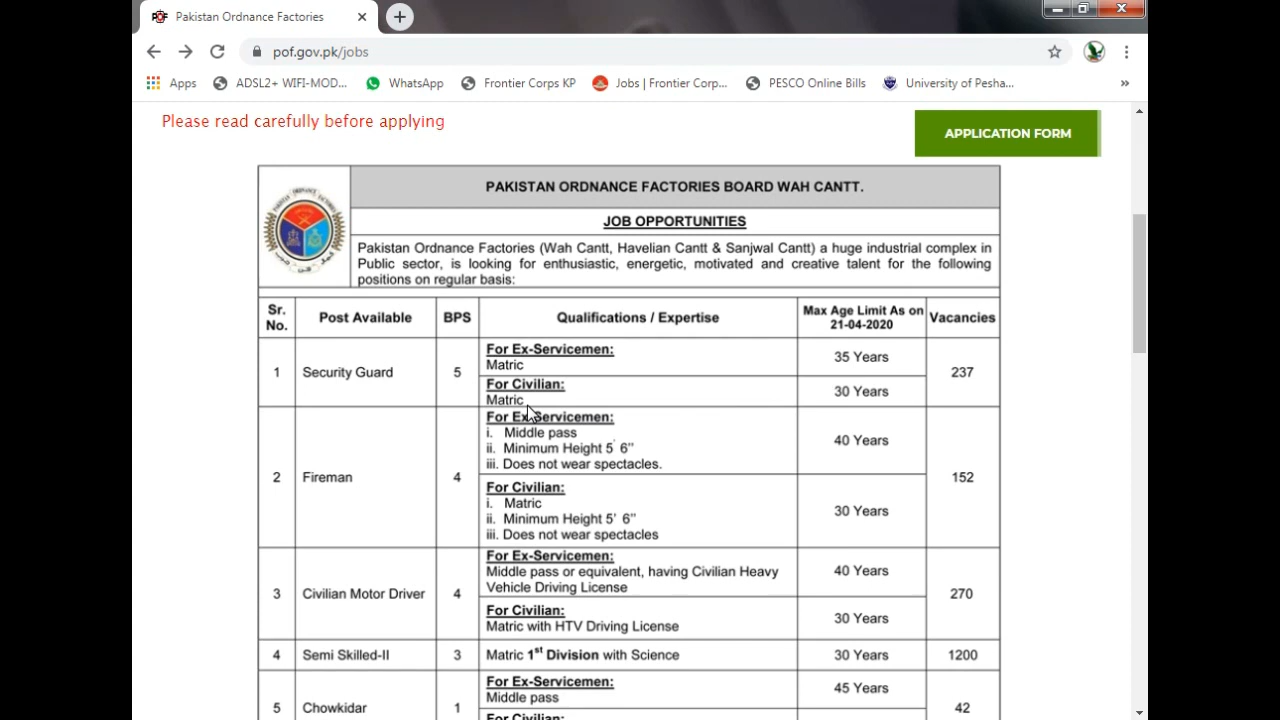 Pakistan Ordnance Factories
pof.gov.pk/jobs
Apps ADSL2+ WIFI-MOD... WhatsApp Frontier Corps KP Jobs | Frontier Corp... PESCO Online Bills University of Pesha... »
Please read carefully before applying
APPLICATION FORM
PAKISTAN ORDNANCE FACTORIES BOARD WAH CANTT.
JOB OPPORTUNITIES
Pakistan Ordnance Factories (Wah Cantt, Havelian Cantt & Sanjwal Cantt) a huge industrial complex in
Public sector, is looking for enthusiastic, energetic, motivated and creative talent for the following
positions on regular basis:
Sr. No. Post Available BPS Qualifications / Expertise Max Age Limit As on 21-04-2020 Vacancies
1 Security Guard 5 For Ex-Servicemen: 35 Years 237
Matric
For Civilian: 30 Years
Matric
2 Fireman 4 For Ex-Servicemen: 40 Years 152
i. Middle pass
ii. Minimum Height 5' 6"
iii. Does not wear spectacles.
For Civilian: 30 Years
i. Matric
ii. Minimum Height 5' 6"
iii. Does not wear spectacles
3 Civilian Motor Driver 4 For Ex-Servicemen: 40 Years 270
Middle pass or equivalent, having Civilian Heavy
Vehicle Driving License
For Civilian: 30 Years
Matric with HTV Driving License
4 Semi Skilled-II 3 Matric 1st Division with Science 30 Years 1200
5 Chowkidar 1 For Ex-Servicemen: 45 Years 42
Middle pass
For Civilian: